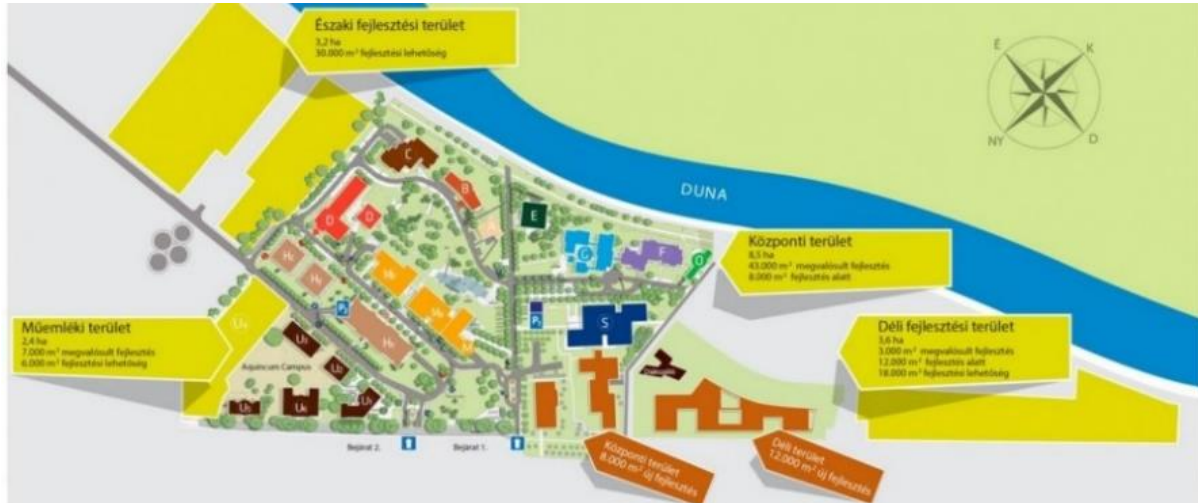 Északi fejlesztési terület
3,2 ha
30.000 m² fejlesztési lehetőség
É
K
NY
D
DUNA
C
B
D
D
E
G
F
O
Központi terület
8,5 ha
43.000 m² megvalósult fejlesztés
8.000 m² fejlesztés alatt
Műemléki terület
2,4 ha
7.000 m² megvalósult fejlesztés
6.000 m² fejlesztési lehetőség
Déli fejlesztési terület
3,6 ha
3.000 m² megvalósult fejlesztés
12.000 m² fejlesztés alatt
18.000 m² fejlesztési lehetőség
S
U₄
U₃
U₂
U₁
Aquincum Campus
Bejárat 2.
Bejárat 1.
Központi terület
8.000 m² új fejlesztés
Déli terület
12.000 m² új fejlesztés